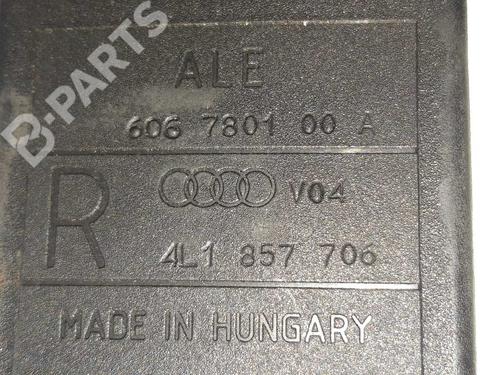 B-PARTS
ALE
606 7801 00 A
R
V04
4L1 857 706
MADE IN HUNGARY